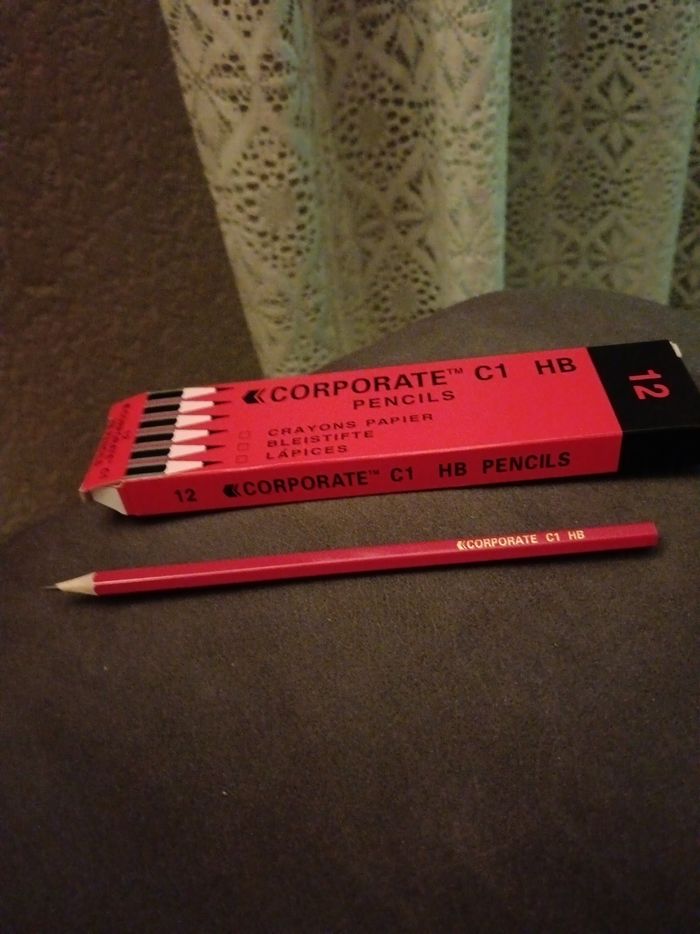 CORPORATE™ C1 HB
PENCILS
CRAYONS PAPIER
BLEISTIFTE
LÁPICES
12
12 CORPORATE™ C1 HB PENCILS
CORPORATE C1 HB